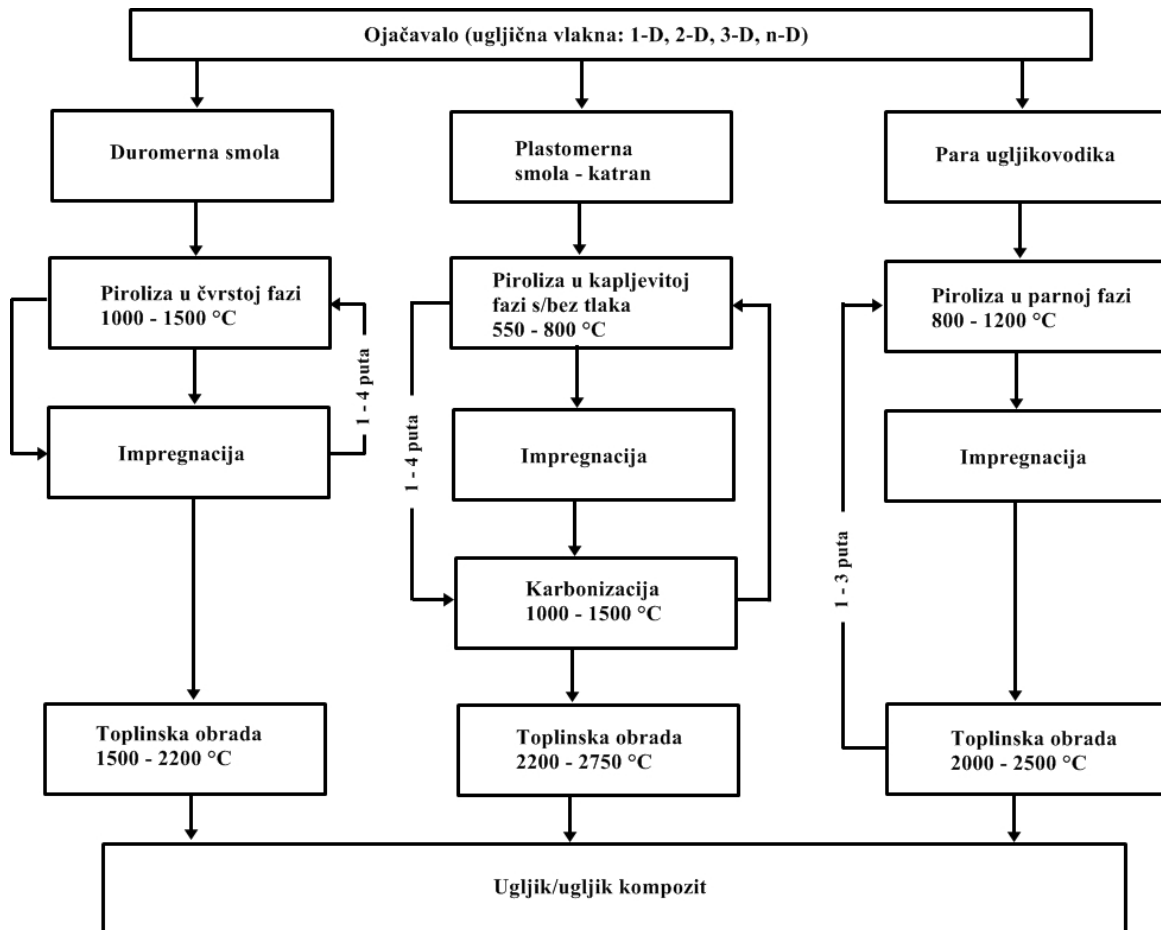 Ojačavalo (ugljična vlakna: 1-D, 2-D, 3-D, n-D)
Duromerna smola
Plastomerna
smola - katran
Para ugljikovodika
Piroliza u čvrstoj fazi
1000 - 1500 °C
1 - 4 puta
Impregnacija
Piroliza u kapljevitoj
fazi s/bez tlaka
550 - 800 °C
1 - 4 puta
Impregnacija
Karbonizacija
1000 - 1500 °C
Piroliza u parnoj fazi
800 - 1200 °C
1 - 3 puta
Impregnacija
Toplinska obrada
1500 - 2200 °C
Toplinska obrada
2200 - 2750 °C
Toplinska obrada
2000 - 2500 °C
Ugljik/ugljik kompozit